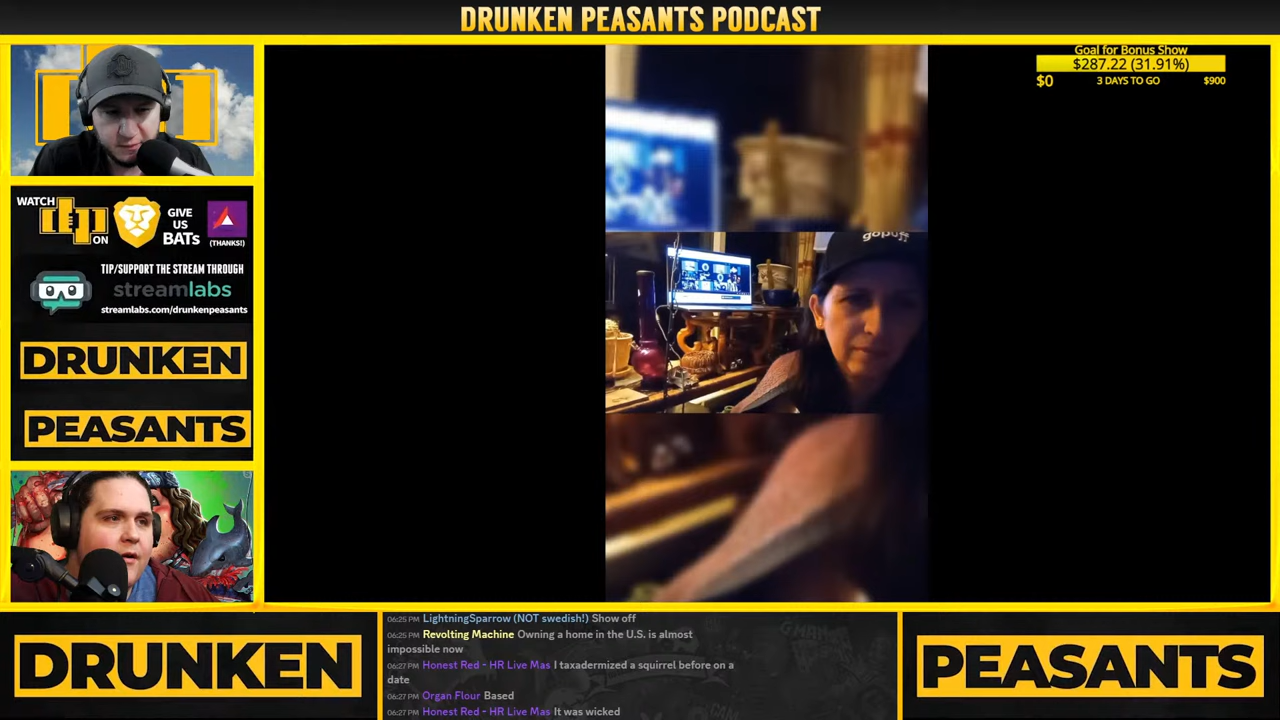 DRUNKEN PEASANTS PODCAST
Goal for Bonus Show
$287.22 (31.91%)
$0 3 DAYS TO GO $900
WATCH
ON
GIVE
US
BATs
(THANKS!)
TIP/SUPPORT THE STREAM THROUGH
streamlabs
streamlabs.com/drunkenpeasants
DRUNKEN
PEASANTS
gopuff
06:25 PM LightningSparrow (NOT swedish!) Show off
06:25 PM Revolting Machine Owning a home in the U.S. is almost
impossible now
06:27 PM Honest Red - HR Live Mas I taxadermized a squirrel before on a
date
06:27 PM Organ Flour Based
06:27 PM Honest Red - HR Live Mas It was wicked
DRUNKEN
PEASANTS